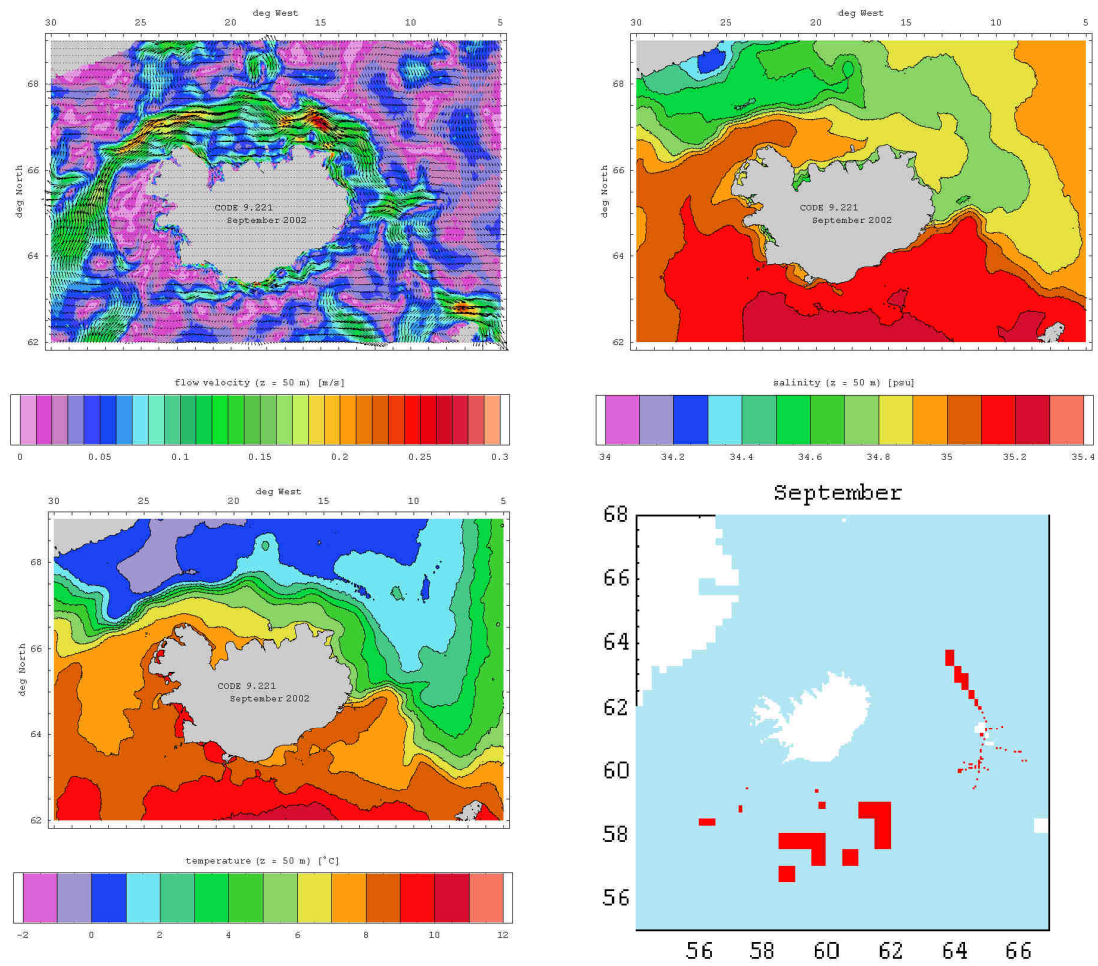 deg West
30 25 20 15 10 5
68
66
64
62
deg North
CODE 9.221
September 2002
flow velocity (z = 50 m) [m/s]
0 0.05 0.1 0.15 0.2 0.25 0.3
deg West
30 25 20 15 10 5
68
66
64
62
deg North
CODE 9.221
September 2002
salinity (z = 50 m) [psu]
34 34.2 34.4 34.6 34.8 35 35.2 35.4
deg West
30 25 20 15 10 5
68
66
64
62
deg North
CODE 9.221
September 2002
temperature (z = 50 m) [°C]
-2 0 2 4 6 8 10 12
September
68
66
64
62
60
58
56
56 58 60 62 64 66